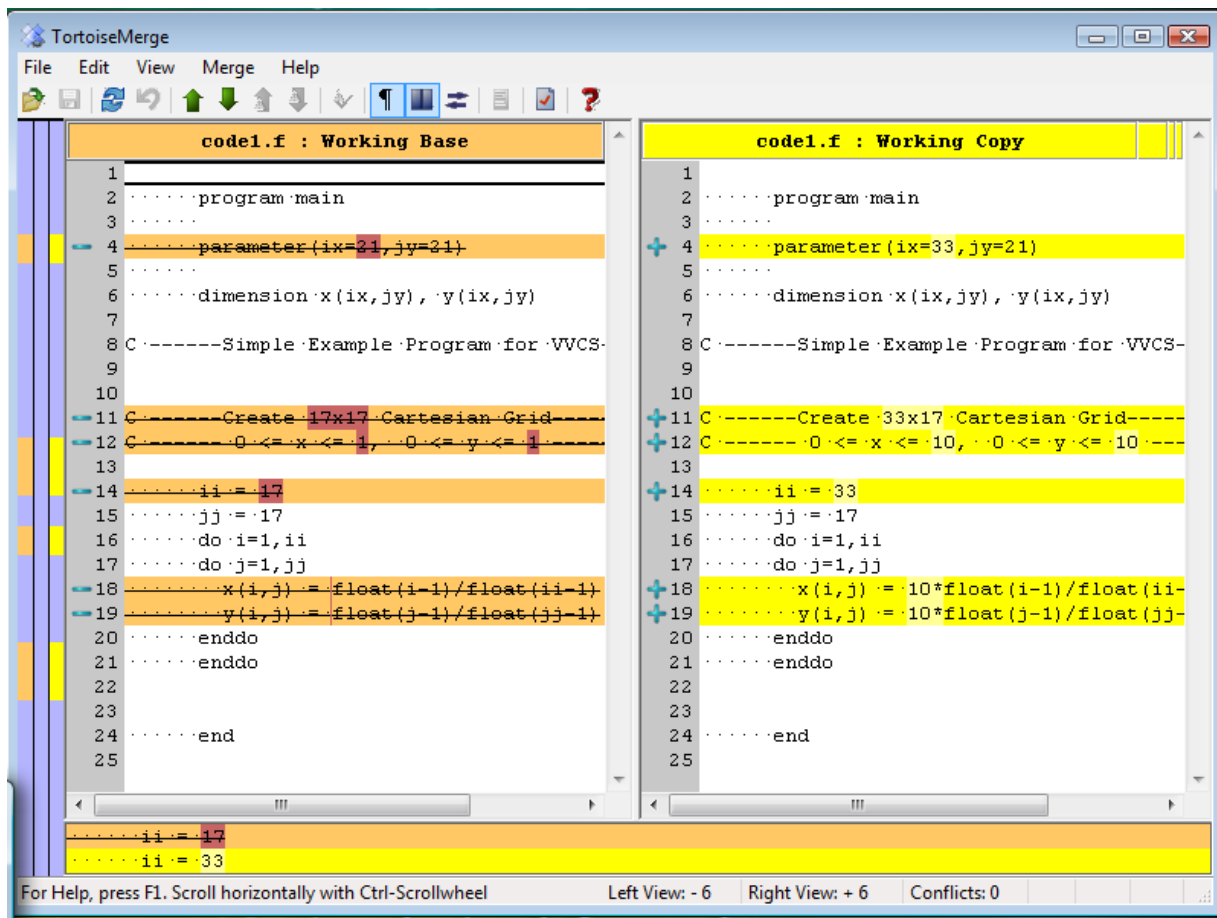 TortoiseMerge
File Edit View Merge Help
code1.f : Working Base
1
2 ······program·main
3 ······
4 ······parameter(ix=21,jy=21)
5 ······
6 ······dimension·x(ix,jy),·y(ix,jy)
7
8 C·------Simple·Example·Program·for·VVCS-
9
10
11 C·------Create·17x17·Cartesian·Grid-----
12 C·------·0·<=·x·<=·1,··0·<=·y·<=·1·-----
13
14 ······ii·=·17
15 ······jj·=·17
16 ······do·i=1,ii
17 ······do·j=1,jj
18 ········x(i,j)·=·float(i-1)/float(ii-1)
19 ········y(i,j)·=·float(j-1)/float(jj-1)
20 ······enddo
21 ······enddo
22
23
24 ······end
25
code1.f : Working Copy
1
2 ······program·main
3 ······
4 ······parameter(ix=33,jy=21)
5 ······
6 ······dimension·x(ix,jy),·y(ix,jy)
7
8 C·------Simple·Example·Program·for·VVCS-
9
10
11 C·------Create·33x17·Cartesian·Grid-----
12 C·------·0·<=·x·<=·10,··0·<=·y·<=·10·---
13
14 ······ii·=·33
15 ······jj·=·17
16 ······do·i=1,ii
17 ······do·j=1,jj
18 ········x(i,j)·=·10*float(i-1)/float(ii-
19 ········y(i,j)·=·10*float(j-1)/float(jj-
20 ······enddo
21 ······enddo
22
23
24 ······end
25
······ii·=·17
······ii·=·33
For Help, press F1. Scroll horizontally with Ctrl-Scrollwheel Left View: - 6 Right View: + 6 Conflicts: 0